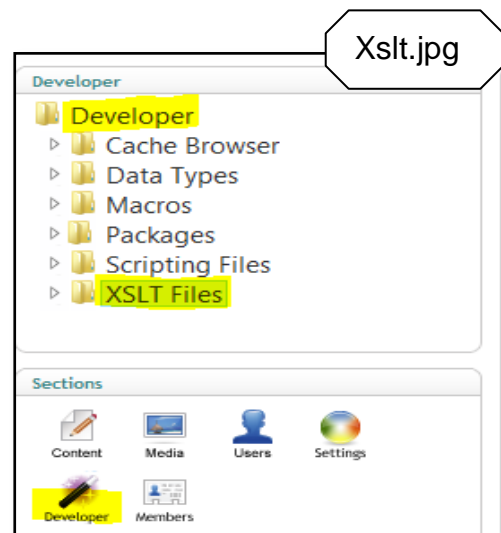 Xslt.jpg
Developer
Developer
Cache Browser
Data Types
Macros
Packages
Scripting Files
XSLT Files
Sections
Content Media Users Settings
Developer Members